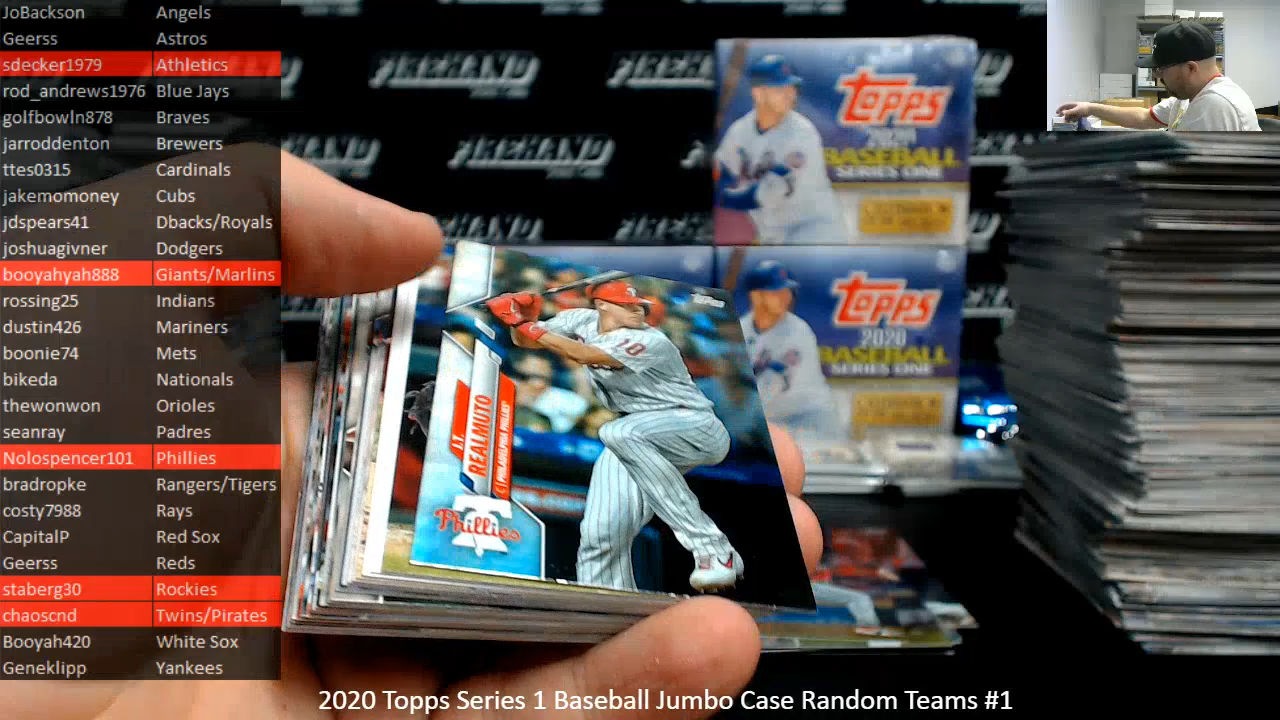 JoBackson Angels
Geerss Astros
sdecker1979 Athletics
rod_andrews1976 Blue Jays
golfbowln878 Braves
jarroddenton Brewers
ttes0315 Cardinals
jakemomoney Cubs
jdspears41 Dbacks/Royals
joshuagivner Dodgers
booyahyah888 Giants/Marlins
rossing25 Indians
dustin426 Mariners
boonie74 Mets
bikeda Nationals
thewonwon Orioles
seanray Padres
Nolospencer101 Phillies
bradropke Rangers/Tigers
costy7988 Rays
CapitalP Red Sox
Geerss Reds
staberg30 Rockies
chaoscnd Twins/Pirates
Booyah420 White Sox
Geneklipp Yankees
FIREHAND
FIREHAND
FIREHAND
Topps
2020
BASEBALL
SERIES ONE
Topps
2020
BASEBALL
SERIES ONE
Topps
10
J.T.
REALMUTO
C | PHILADELPHIA PHILLIES
Phillies
2020 Topps Series 1 Baseball Jumbo Case Random Teams #1